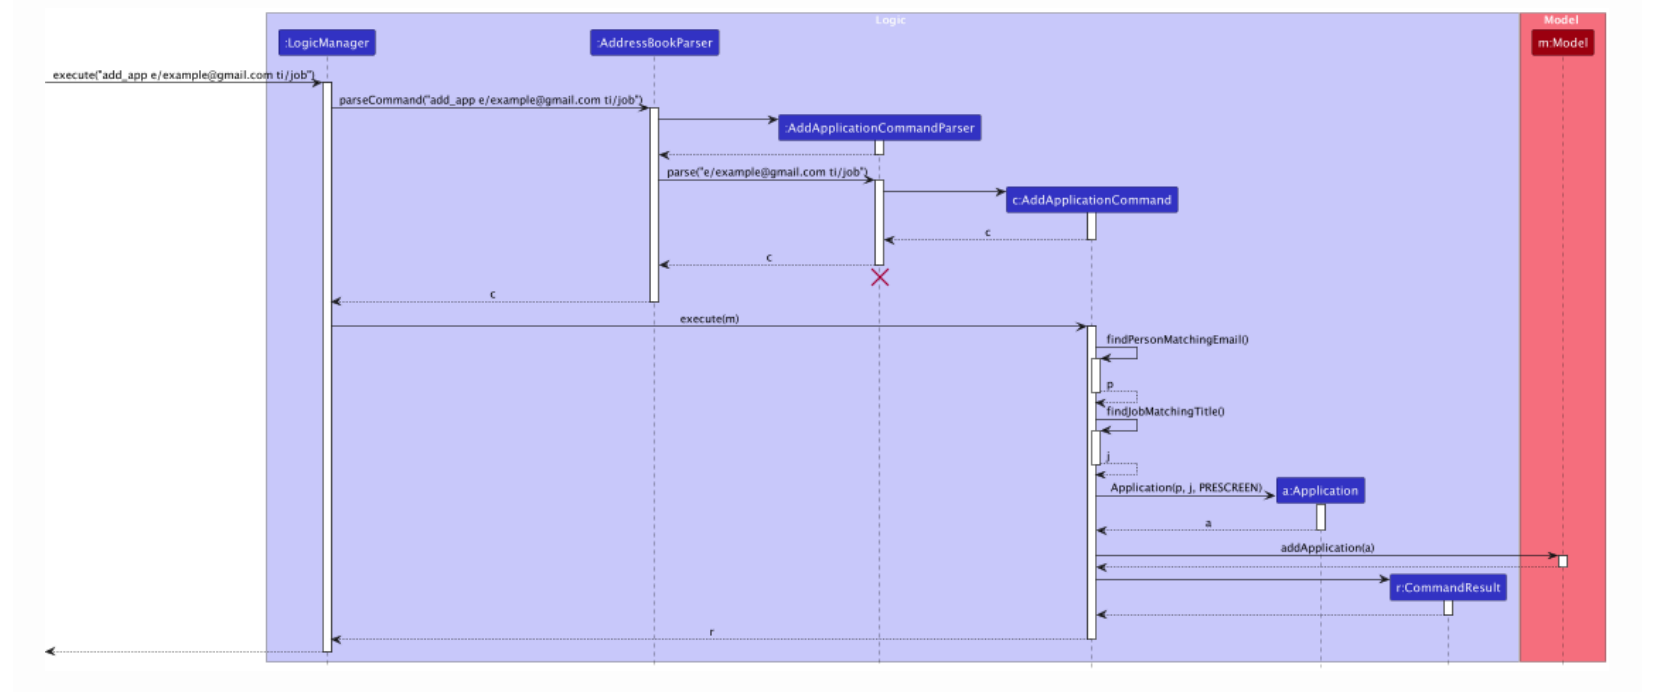 Logic
Model
:LogicManager
:AddressBookParser
m:Model
execute("add_app e/example@gmail.com ti/job")
parseCommand("add_app e/example@gmail.com ti/job")
:AddApplicationCommandParser
parse("e/example@gmail.com ti/job")
c:AddApplicationCommand
c
c
c
execute(m)
findPersonMatchingEmail()
p
findJobMatchingTitle()
j
Application(p, j, PRESCREEN)
a:Application
a
addApplication(a)
r:CommandResult
r